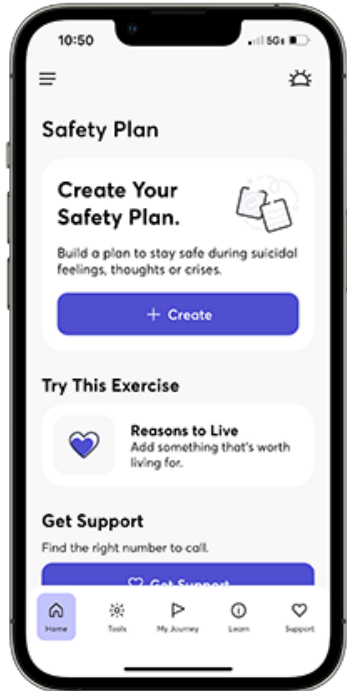 10:50
5G
Safety Plan
Create Your
Safety Plan.
Build a plan to stay safe during suicidal
feelings, thoughts or crises.
+ Create
Try This Exercise
Reasons to Live
Add something that's worth
living for.
Get Support
Find the right number to call.
Get Support
Home Tools My Journey Learn Support